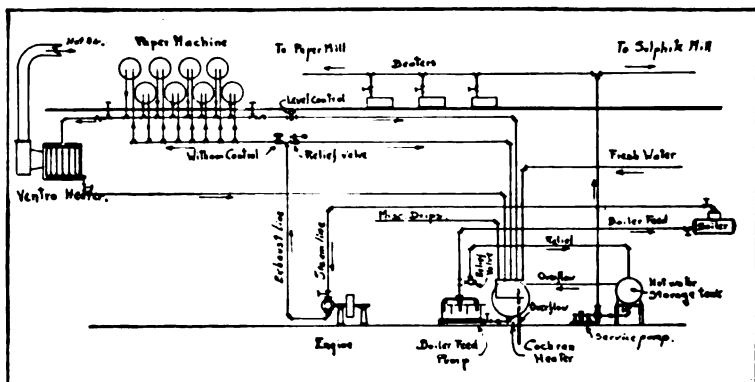 Hot Air.
Paper Machine
To Paper Mill
Beaters
To Sulphite Mill
Level Control
Witham Control
Relief valve
Fresh Water
Ventro Heater.
Misc Drips.
Boiler Feed
Boiler
Exhaust line
Steam line
Relief
Relief
Valve
Overflow
Hot water
Storage tank
Overflow
Engine
Boiler Feed
Pump
Cochran
Heater
Service pump.